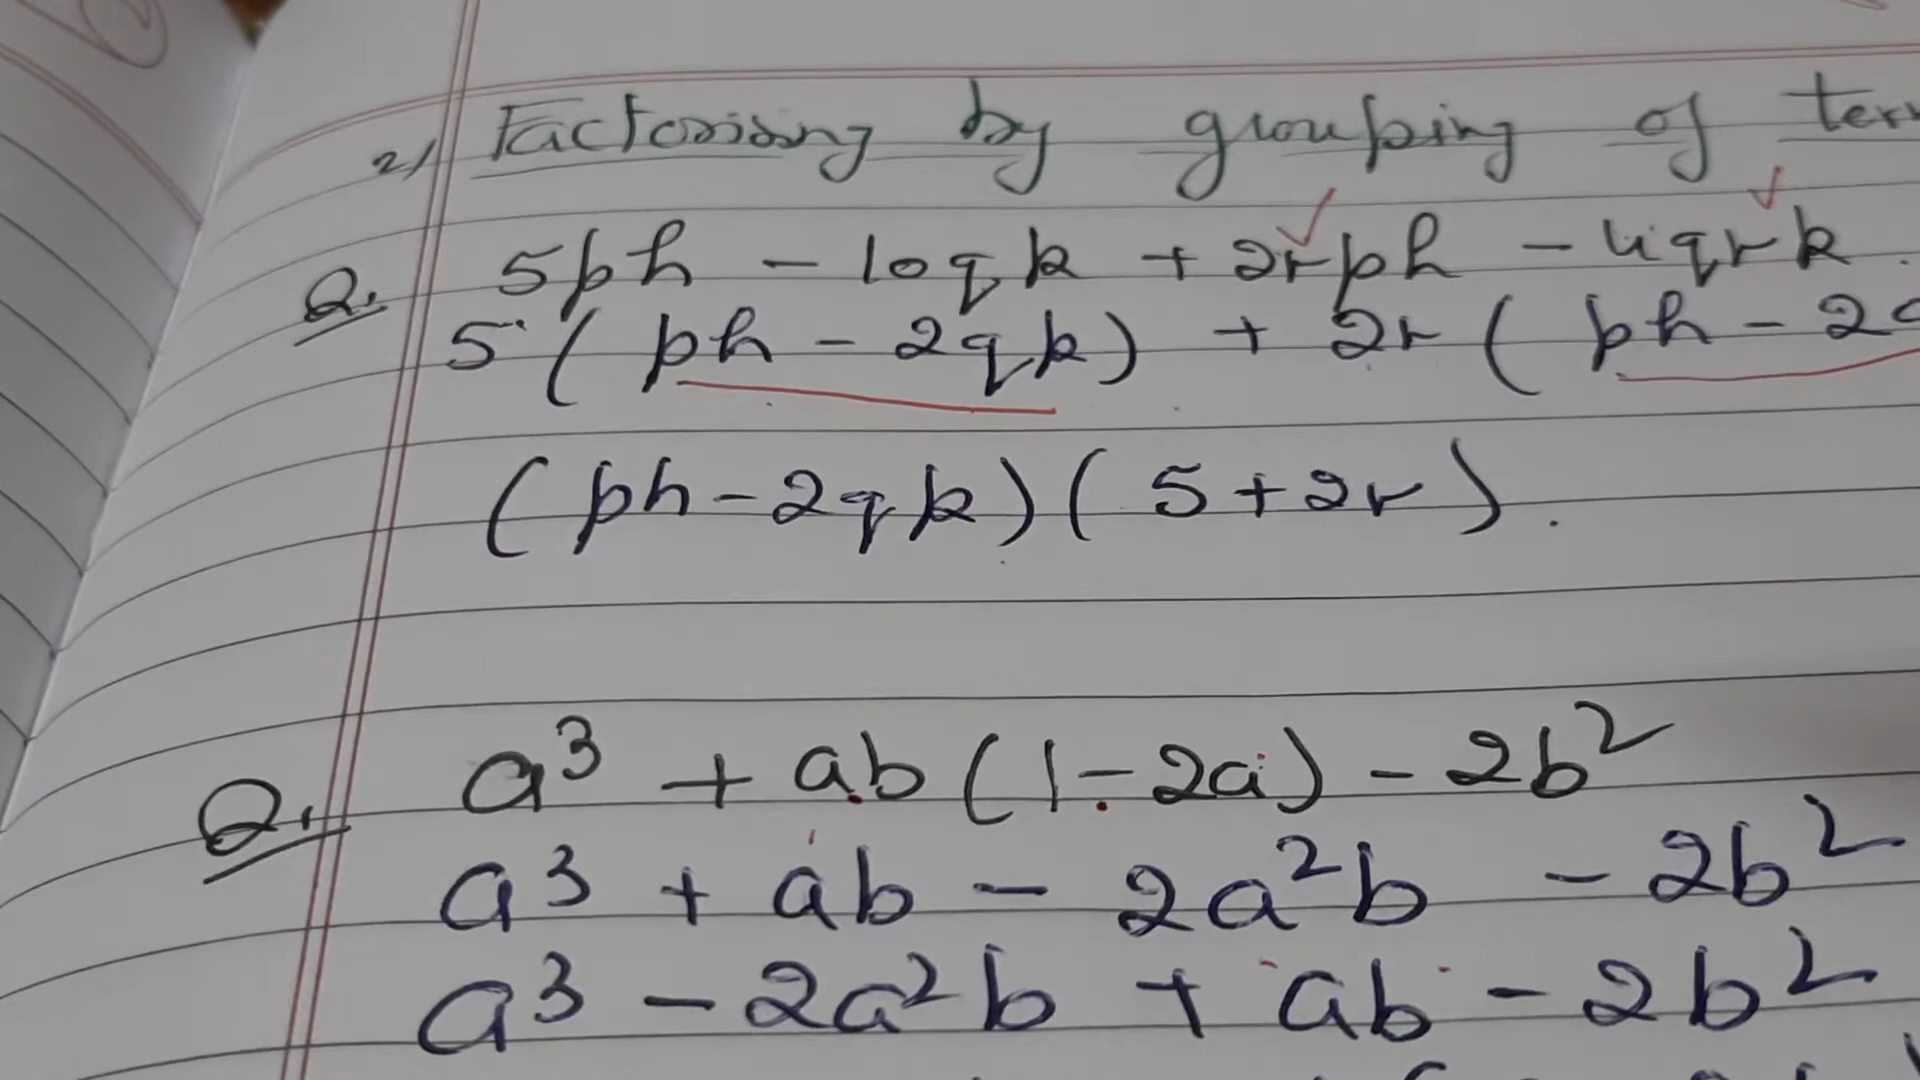 2) Factorising by grouping of
Q. 5ph - 10qk + 2rph - 4qrk.
5(ph - 2qk) + 2r(ph - 2
(ph - 2qk)(5 + 2r).
Q. a³ + ab(1 - 2a) - 2b²
a³ + ab - 2a²b - 2b²
a³ - 2a²b + ab - 2b²